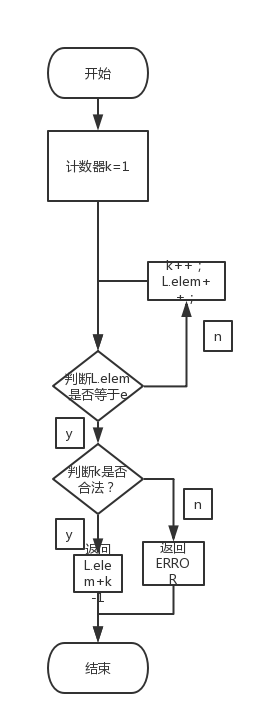 开始
计数器k=1
k++；
L.elem+
+；
n
判断L.elem
是否等于e
y
判断k是否
合法？
n
y
返回
L.ele
m+k
-1
返回
ERRO
R
结束